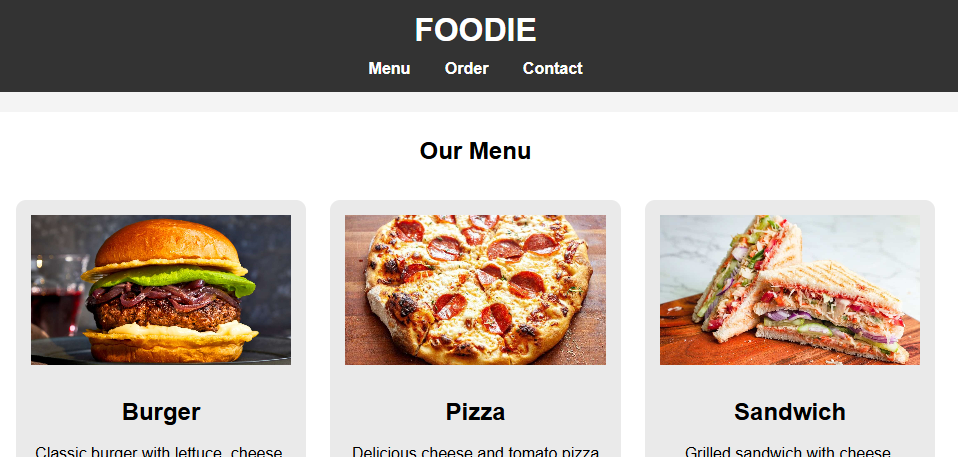 FOODIE
Menu Order Contact
Our Menu
Burger Pizza Sandwich
Classic burger with lettuce, cheese Delicious cheese and tomato pizza Grilled sandwich with cheese